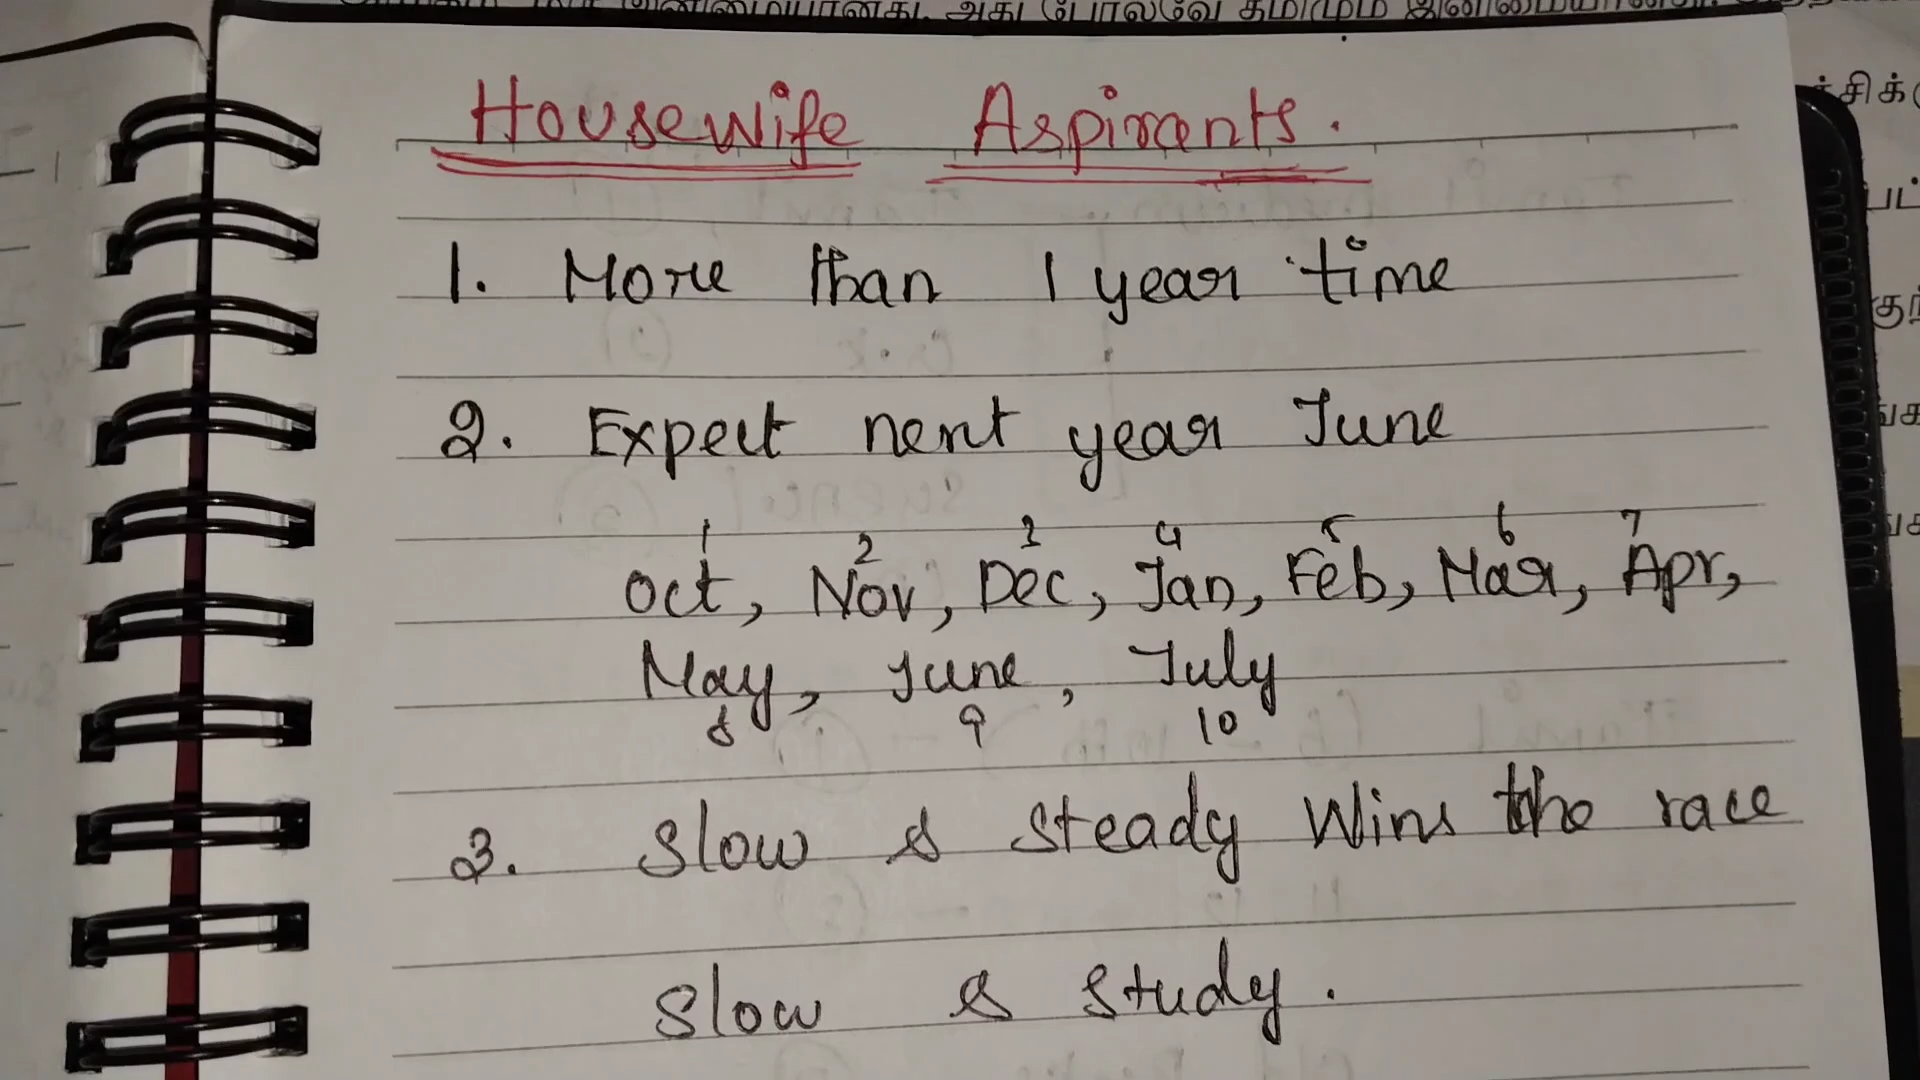 Housewife Aspirants.
1. More than 1 year time
2. Expect next year June
1 2 3 4 5 6 7
Oct, Nov, Dec, Jan, Feb, Mar, Apr,
May, June, July
8 9 10
3. Slow & steady wins the race
Slow & study.